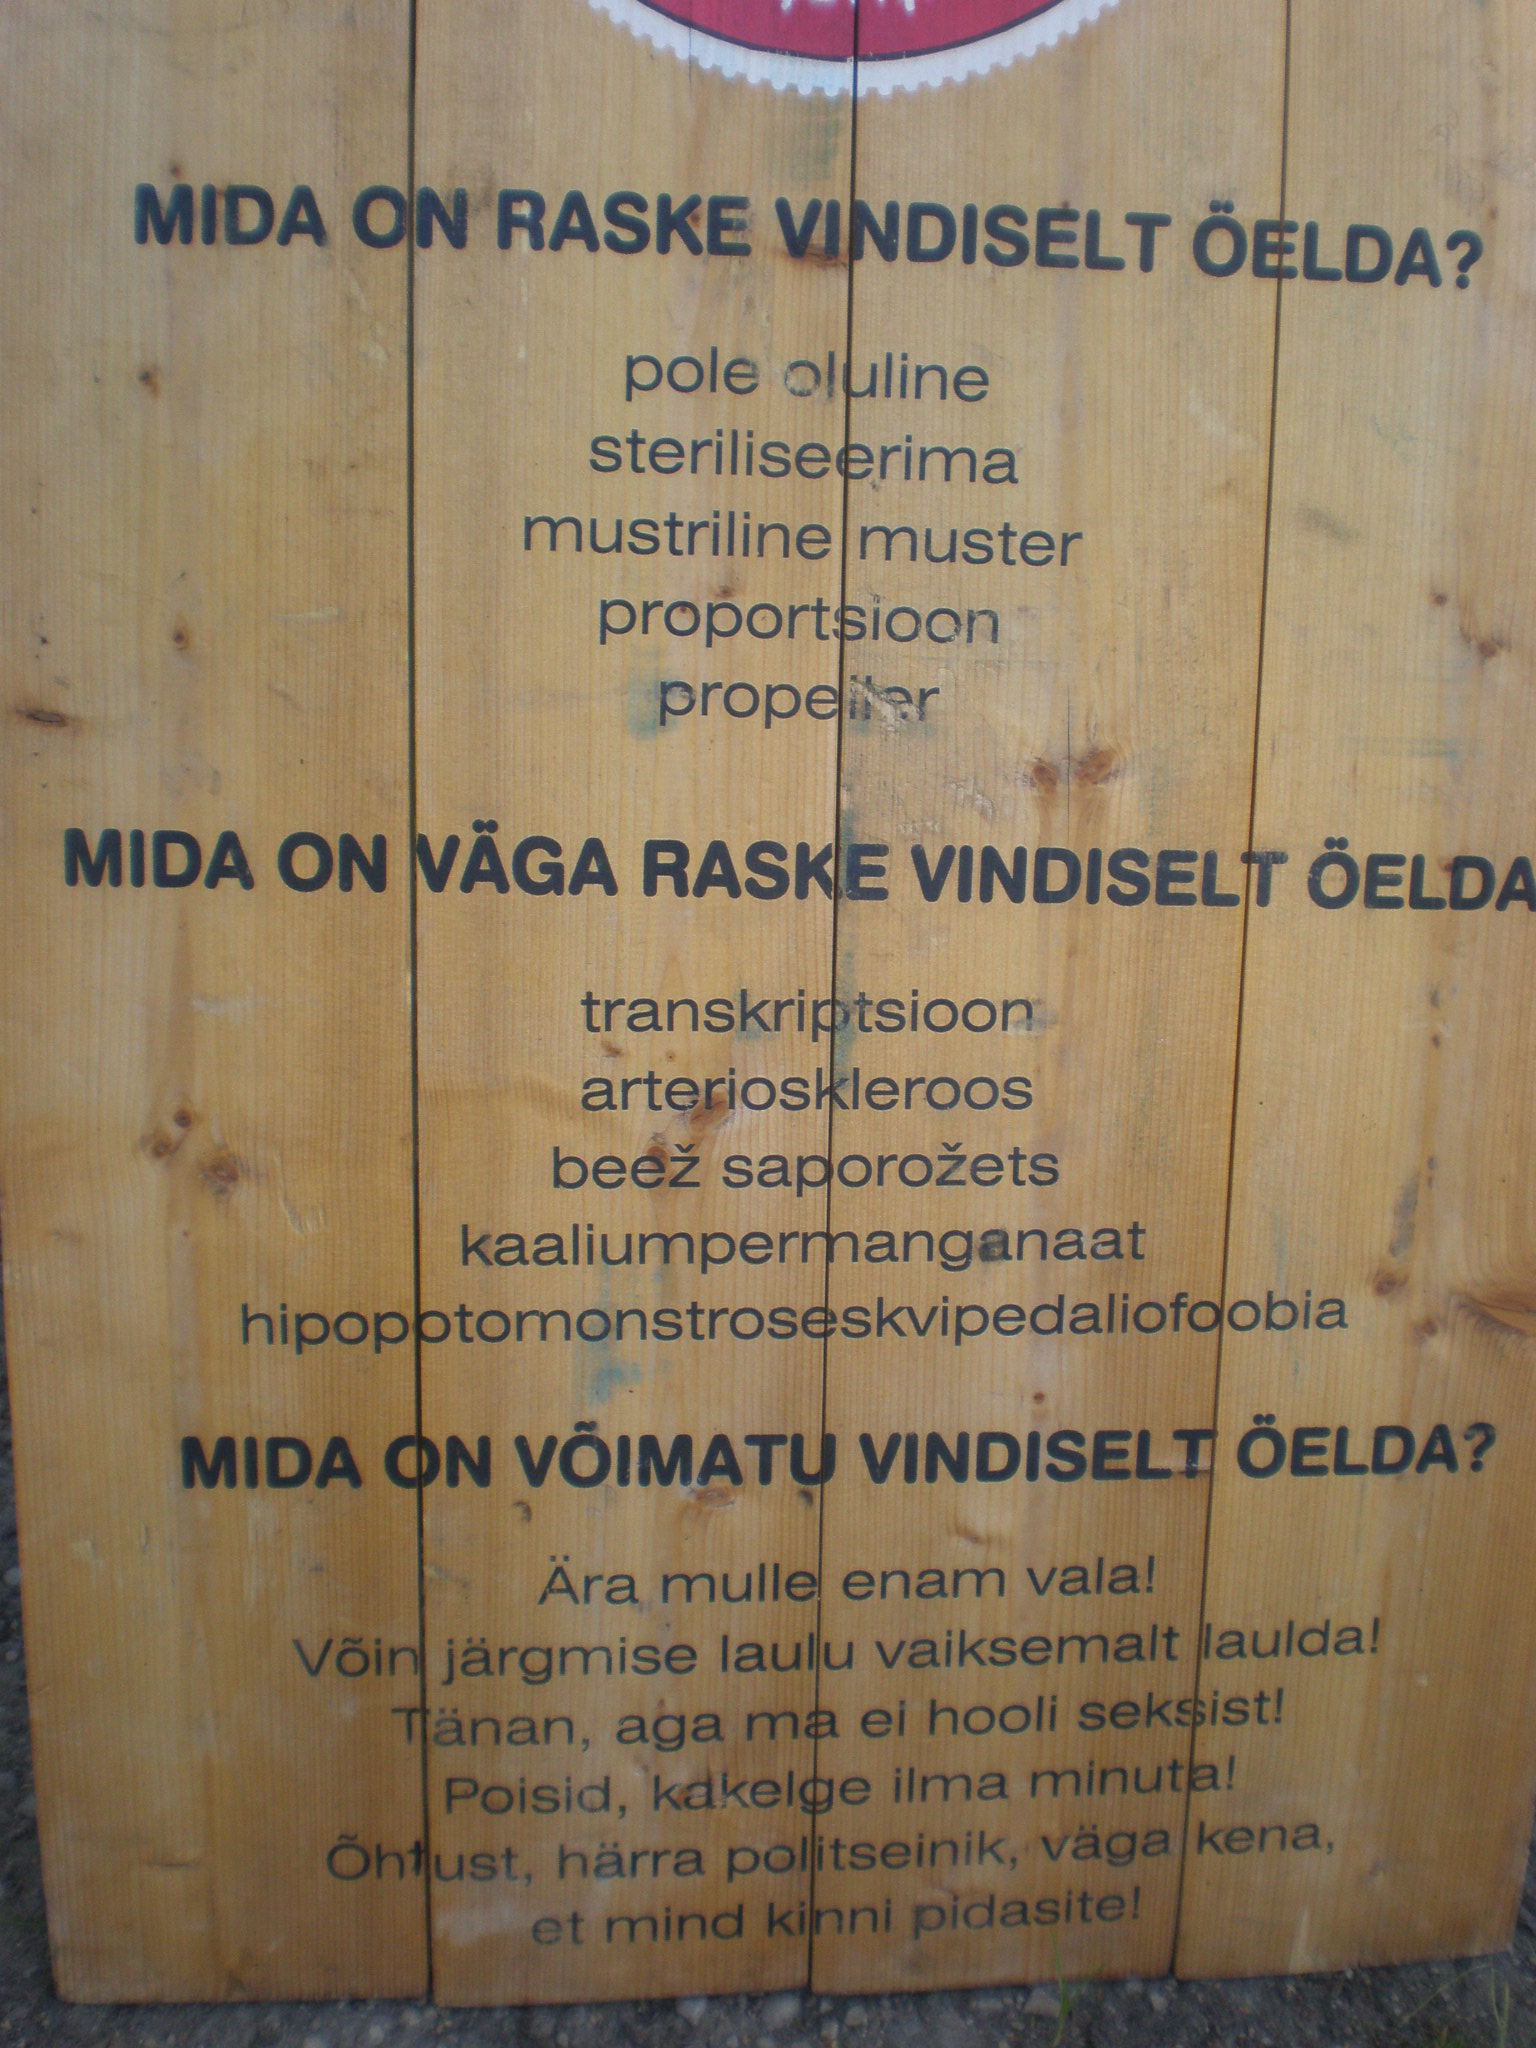 MIDA ON RASKE VINDISELT ÖELDA?
pole oluline
steriliseerima
mustriline muster
proportsioon
propeller
MIDA ON VÄGA RASKE VINDISELT ÖELDA
transkriptsioon
arterioskleroos
beež saporožets
kaaliumpermanganaat
hipopotomonstroseskvipedaliofoobia
MIDA ON VÕIMATU VINDISELT ÖELDA?
Ära mulle enam vala!
Võin järgmise laulu vaiksemalt laulda!
Tänan, aga ma ei hooli seksist!
Poisid, kakelge ilma minuta!
Õhtust, härra politseinik, väga kena,
et mind kinni pidasite!